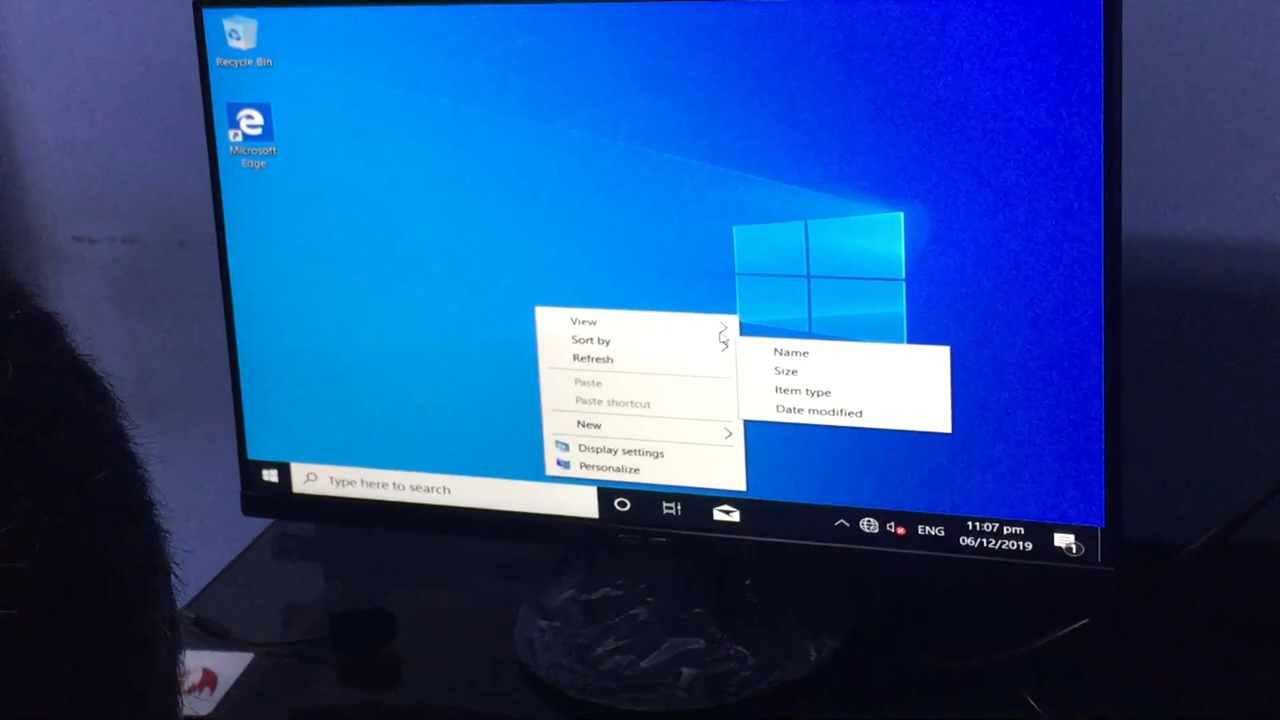 Recycle Bin
Microsoft
Edge
View
Sort by
Refresh
Paste
Paste shortcut
New
Display settings
Personalize
Name
Size
Item type
Date modified
Type here to search
ENG
11:07 pm
06/12/2019
1